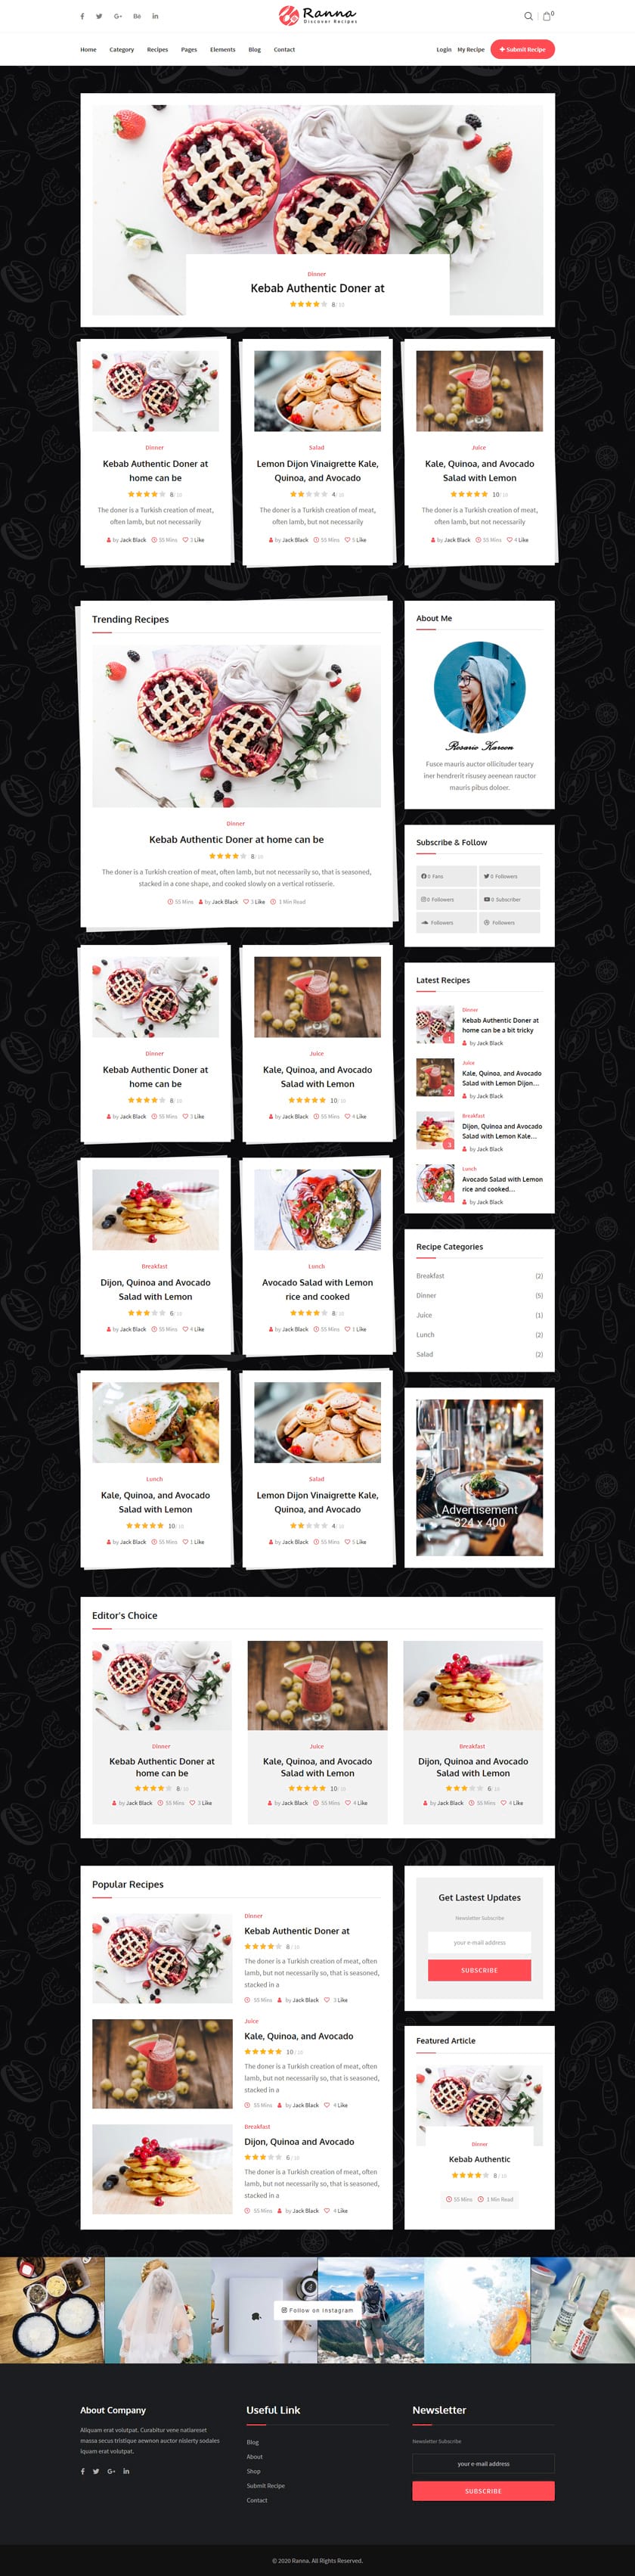 Ranna
Discover Recipes
0
Home Category Recipes Pages Elements Blog Contact
Login My Recipe + Submit Recipe
Dinner
Kebab Authentic Doner at
8/ 10
Dinner
Kebab Authentic Doner at
home can be
8/ 10
The doner is a Turkish creation of meat,
often lamb, but not necessarily
by Jack Black 55 Mins 3 Like
Salad
Lemon Dijon Vinaigrette Kale,
Quinoa, and Avocado
4/ 10
The doner is a Turkish creation of meat,
often lamb, but not necessarily
by Jack Black 55 Mins 5 Like
Juice
Kale, Quinoa, and Avocado
Salad with Lemon
10/ 10
The doner is a Turkish creation of meat,
often lamb, but not necessarily
by Jack Black 55 Mins 4 Like
Trending Recipes
Dinner
Kebab Authentic Doner at home can be
8/ 10
The doner is a Turkish creation of meat, often lamb, but not necessarily so, that is seasoned,
stacked in a cone shape, and cooked slowly on a vertical rotisserie.
55 Mins by Jack Black 3 Like 1 Min Read
Dinner
Kebab Authentic Doner at
home can be
8/ 10
by Jack Black 55 Mins 3 Like
Juice
Kale, Quinoa, and Avocado
Salad with Lemon
10/ 10
by Jack Black 55 Mins 4 Like
Breakfast
Dijon, Quinoa and Avocado
Salad with Lemon
6/ 10
by Jack Black 55 Mins 4 Like
Lunch
Avocado Salad with Lemon
rice and cooked
8/ 10
by Jack Black 55 Mins 1 Like
Lunch
Kale, Quinoa, and Avocado
Salad with Lemon
10/ 10
by Jack Black 55 Mins 1 Like
Salad
Lemon Dijon Vinaigrette Kale,
Quinoa, and Avocado
4/ 10
by Jack Black 55 Mins 5 Like
About Me
Rosario Kareen
Fusce mauris auctor ollicituder teary
iner hendrerit risusey aeenean rauctor
mauris pibus doloer.
Subscribe & Follow
0 Fans
0 Followers
0 Followers
0 Subscriber
Followers
Followers
Latest Recipes
1
Dinner
Kebab Authentic Doner at
home can be a bit tricky
by Jack Black
2
Juice
Kale, Quinoa, and Avocado
Salad with Lemon Dijon...
by Jack Black
3
Breakfast
Dijon, Quinoa and Avocado
Salad with Lemon Kale...
by Jack Black
4
Lunch
Avocado Salad with Lemon
rice and cooked...
by Jack Black
Recipe Categories
Breakfast (2)
Dinner (5)
Juice (1)
Lunch (2)
Salad (2)
Advertisement
324 x 400
Editor's Choice
Dinner
Kebab Authentic Doner at
home can be
8/ 10
by Jack Black 55 Mins 3 Like
Juice
Kale, Quinoa, and Avocado
Salad with Lemon
10/ 10
by Jack Black 55 Mins 4 Like
Breakfast
Dijon, Quinoa and Avocado
Salad with Lemon
6/ 10
by Jack Black 55 Mins 4 Like
Popular Recipes
Dinner
Kebab Authentic Doner at
8/ 10
The doner is a Turkish creation of meat, often
lamb, but not necessarily so, that is seasoned,
stacked in a
55 Mins by Jack Black 3 Like
Juice
Kale, Quinoa, and Avocado
10/ 10
The doner is a Turkish creation of meat, often
lamb, but not necessarily so, that is seasoned,
stacked in a
55 Mins by Jack Black 4 Like
Breakfast
Dijon, Quinoa and Avocado
6/ 10
The doner is a Turkish creation of meat, often
lamb, but not necessarily so, that is seasoned,
stacked in a
55 Mins by Jack Black 4 Like
Get Lastest Updates
Newsletter Subscribe
your e-mail address
SUBSCRIBE
Featured Article
Dinner
Kebab Authentic
8/ 10
55 Mins 1 Min Read
Follow on instagram
About Company
Aliquam erat volutpat. Curabitur vene natlareset
massa secus tristique aewnon auctor nislerty sodales
iquam erat volutpat.
Useful Link
Blog
About
Shop
Submit Recipe
Contact
Newsletter
Newsletter Subscribe
your e-mail address
SUBSCRIBE
© 2020 Ranna. All Rights Reserved.